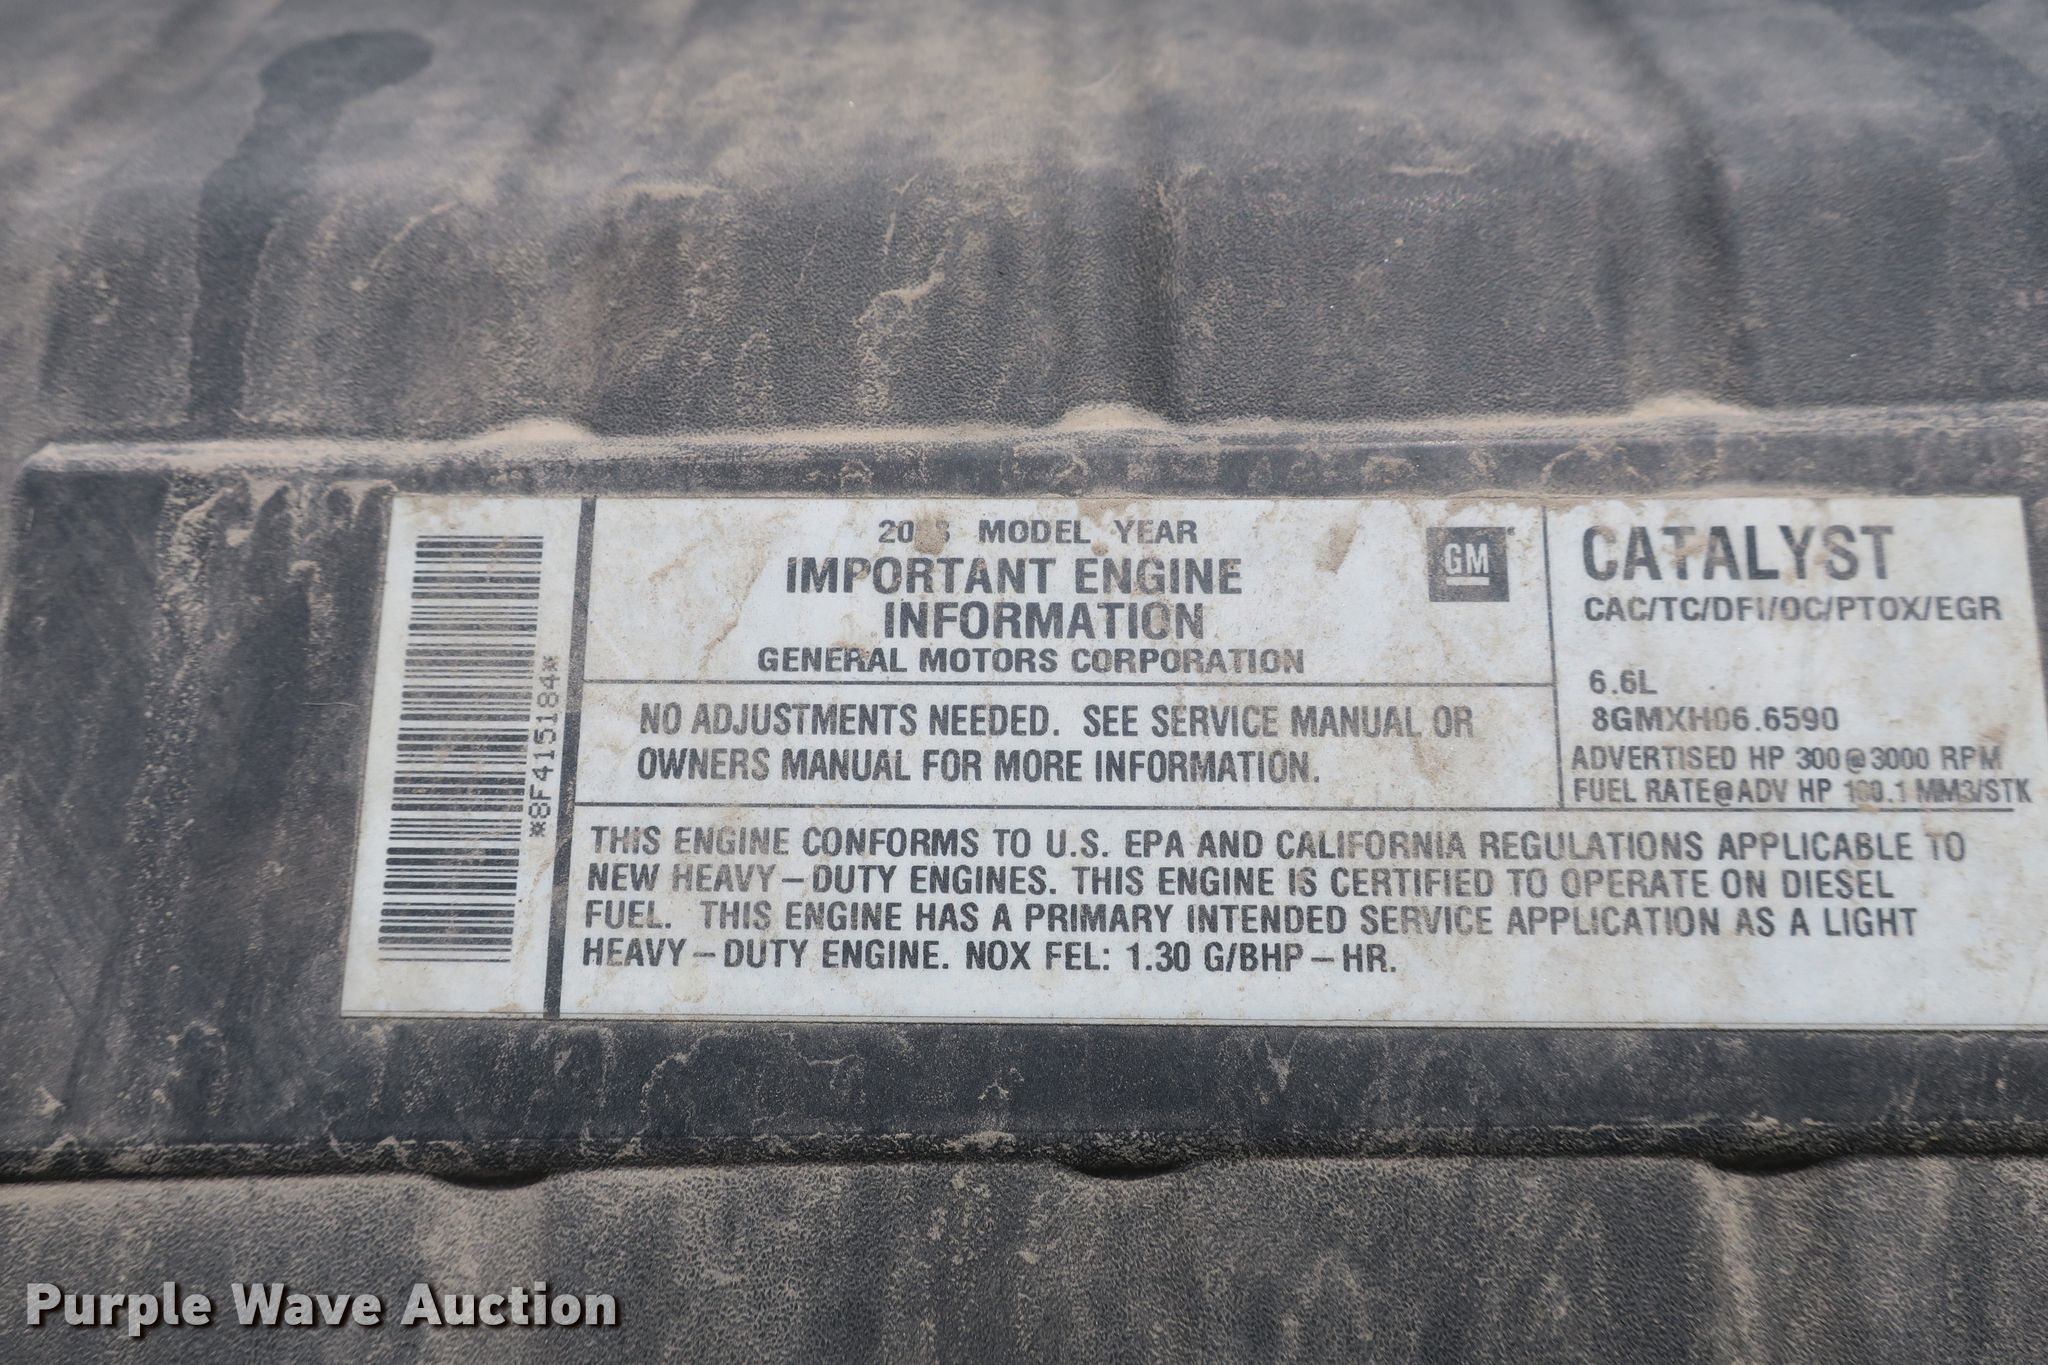 MODEL YEAR
IMPORTANT ENGINE
INFORMATION
GENERAL MOTORS CORPORATION
GM
NO ADJUSTMENTS NEEDED. SEE SERVICE MANUAL OR
OWNERS MANUAL FOR MORE INFORMATION.
CATALYST
CAC/TC/DFI/OC/PTOX/EGR
6.6L
8GMXH06.6590
ADVERTISED HP 300@3000 RPM
FUEL RATE@ADV HP MM3/STK
THIS ENGINE CONFORMS TO U.S. EPA AND CALIFORNIA REGULATIONS APPLICABLE TO
NEW HEAVY-DUTY ENGINES. THIS ENGINE IS CERTIFIED TO OPERATE ON DIESEL
FUEL. THIS ENGINE HAS A PRIMARY INTENDED SERVICE APPLICATION AS A LIGHT
HEAVY-DUTY ENGINE. NOX FEL: 1.30 G/BHP-HR.
*8F415184*
Purple Wave Auction